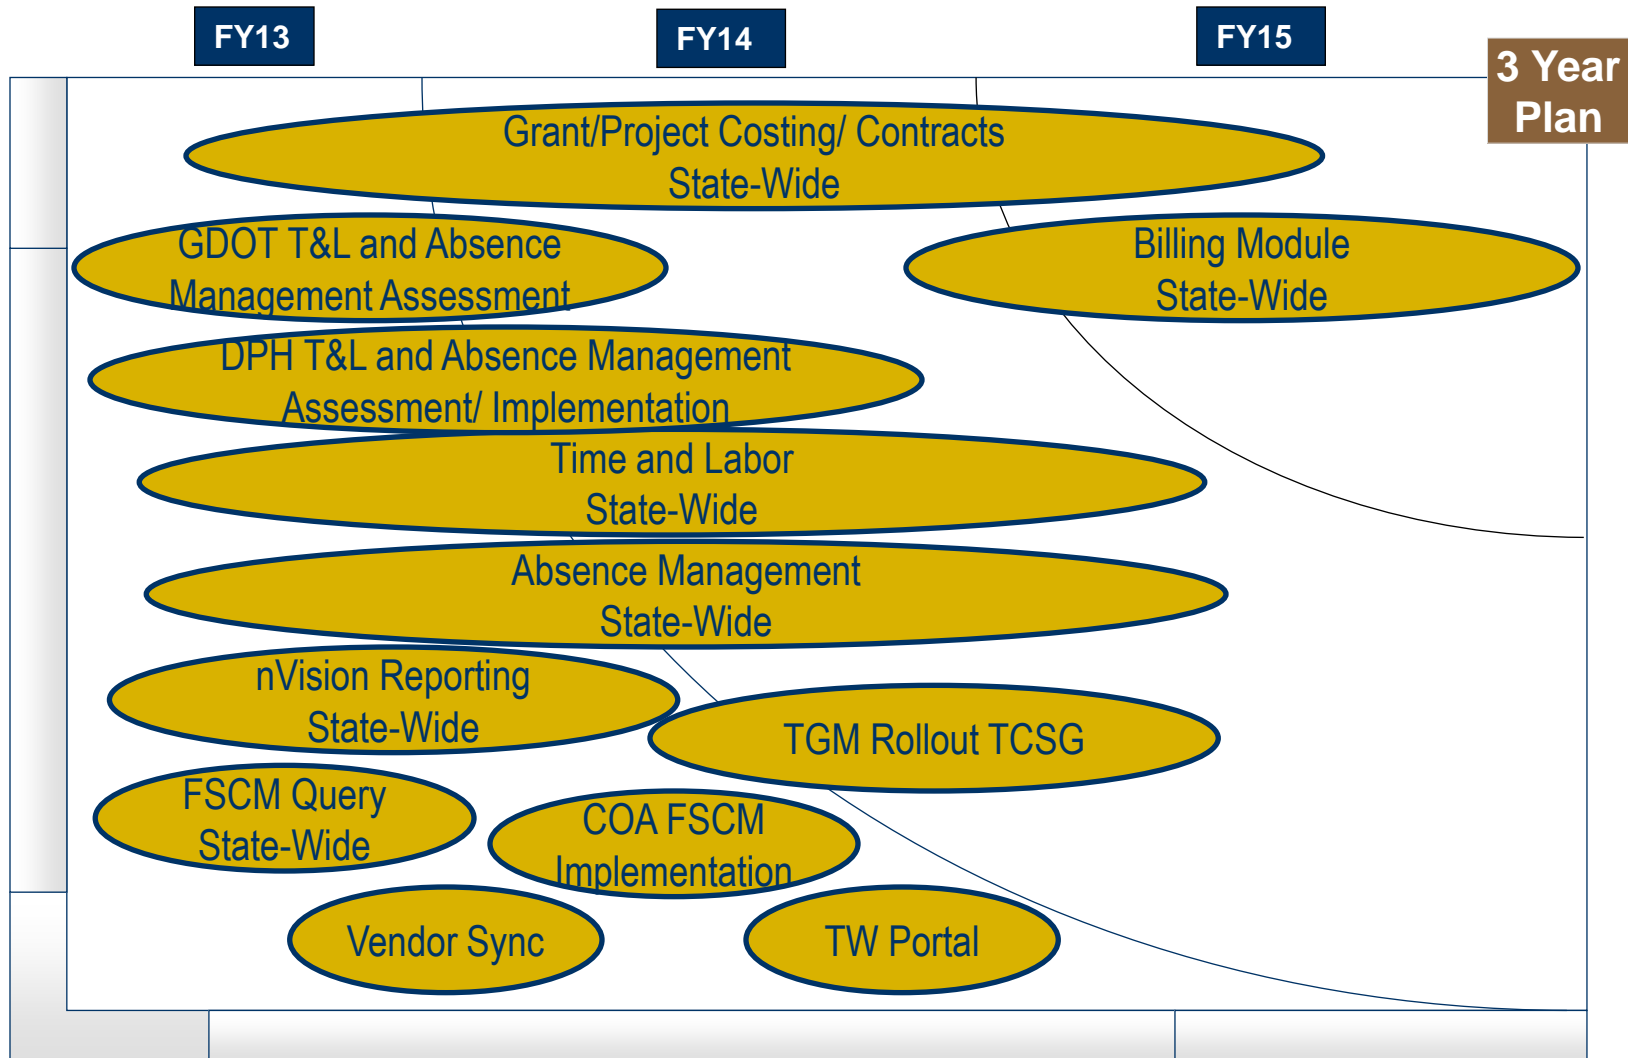 FY13
FY14
FY15
3 Year
Plan
Grant/Project Costing/ Contracts
State-Wide
GDOT T&L and Absence
Management Assessment
Billing Module
State-Wide
DPH T&L and Absence Management
Assessment/ Implementation
Time and Labor
State-Wide
Absence Management
State-Wide
nVision Reporting
State-Wide
TGM Rollout TCSG
FSCM Query
State-Wide
COA FSCM
Implementation
Vendor Sync
TW Portal